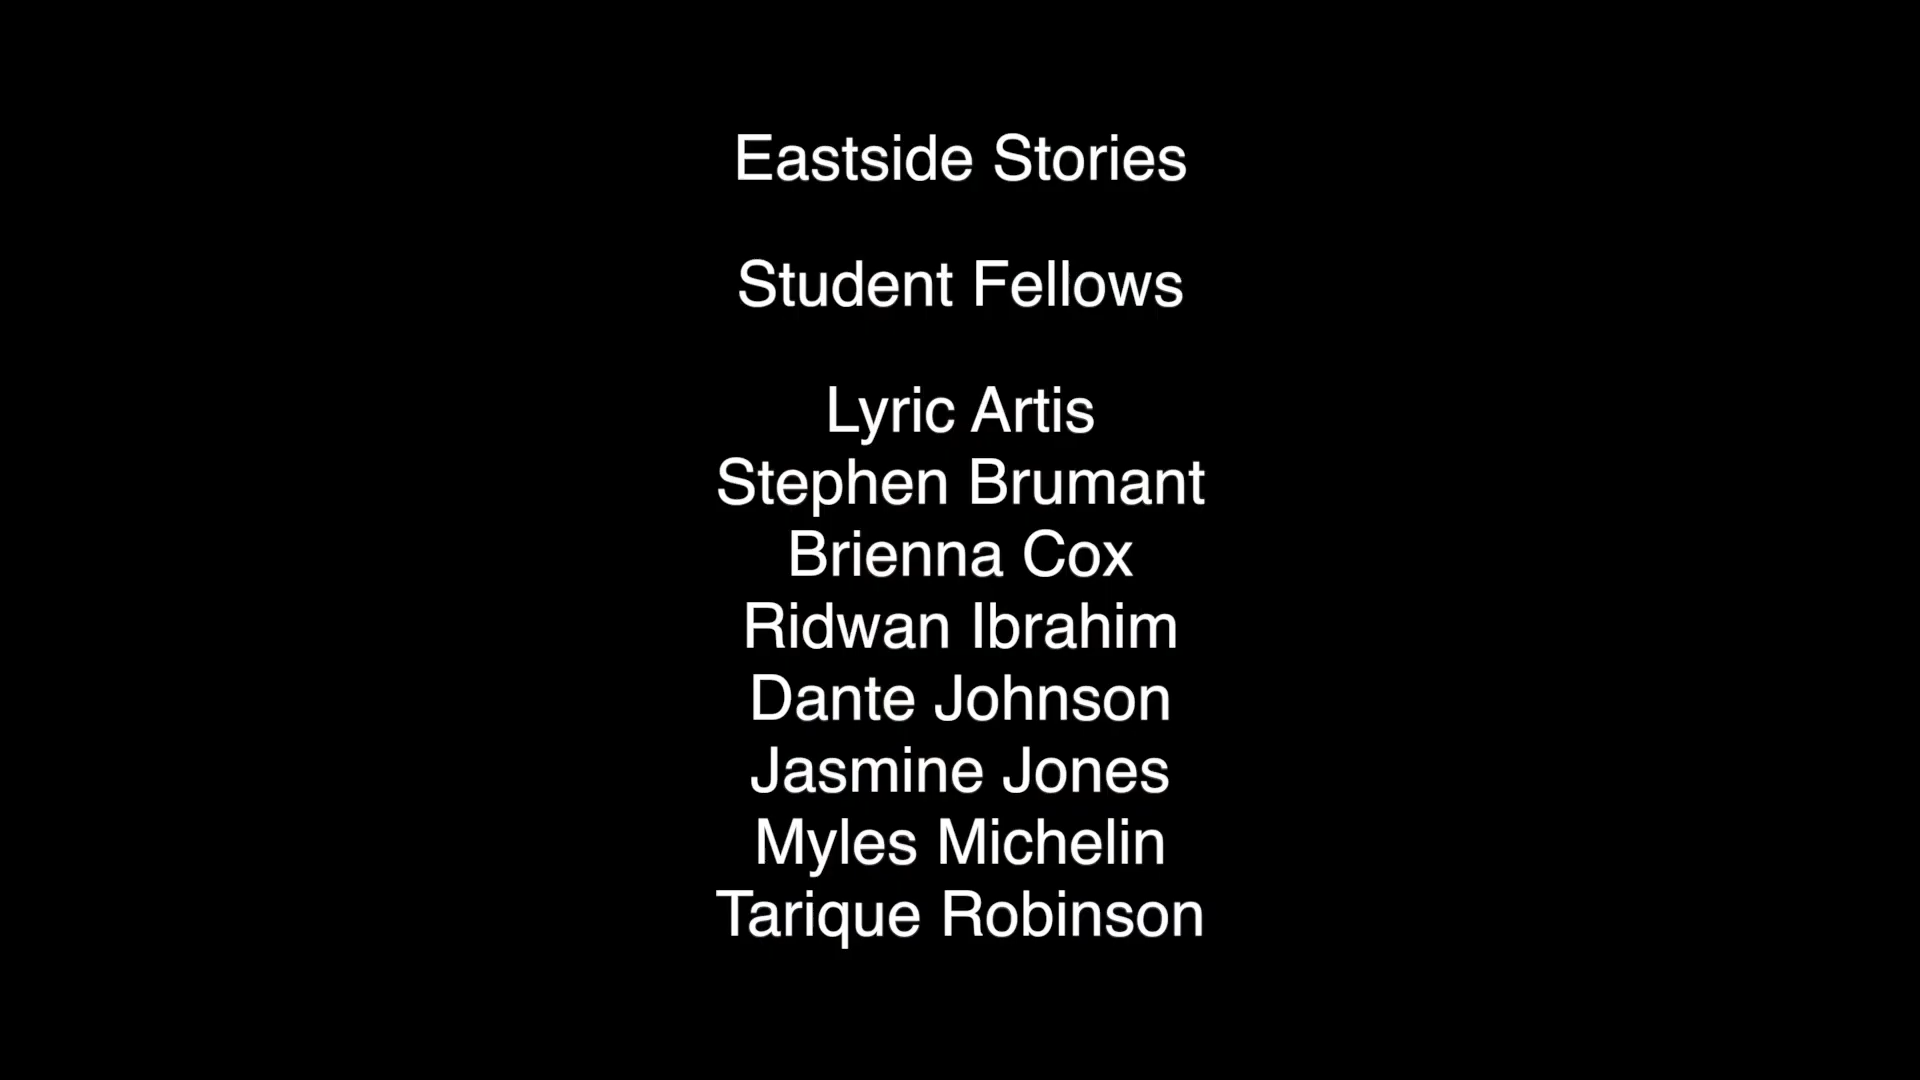 Eastside Stories
Student Fellows
Lyric Artis
Stephen Brumant
Brienna Cox
Ridwan Ibrahim
Dante Johnson
Jasmine Jones
Myles Michelin
Tarique Robinson